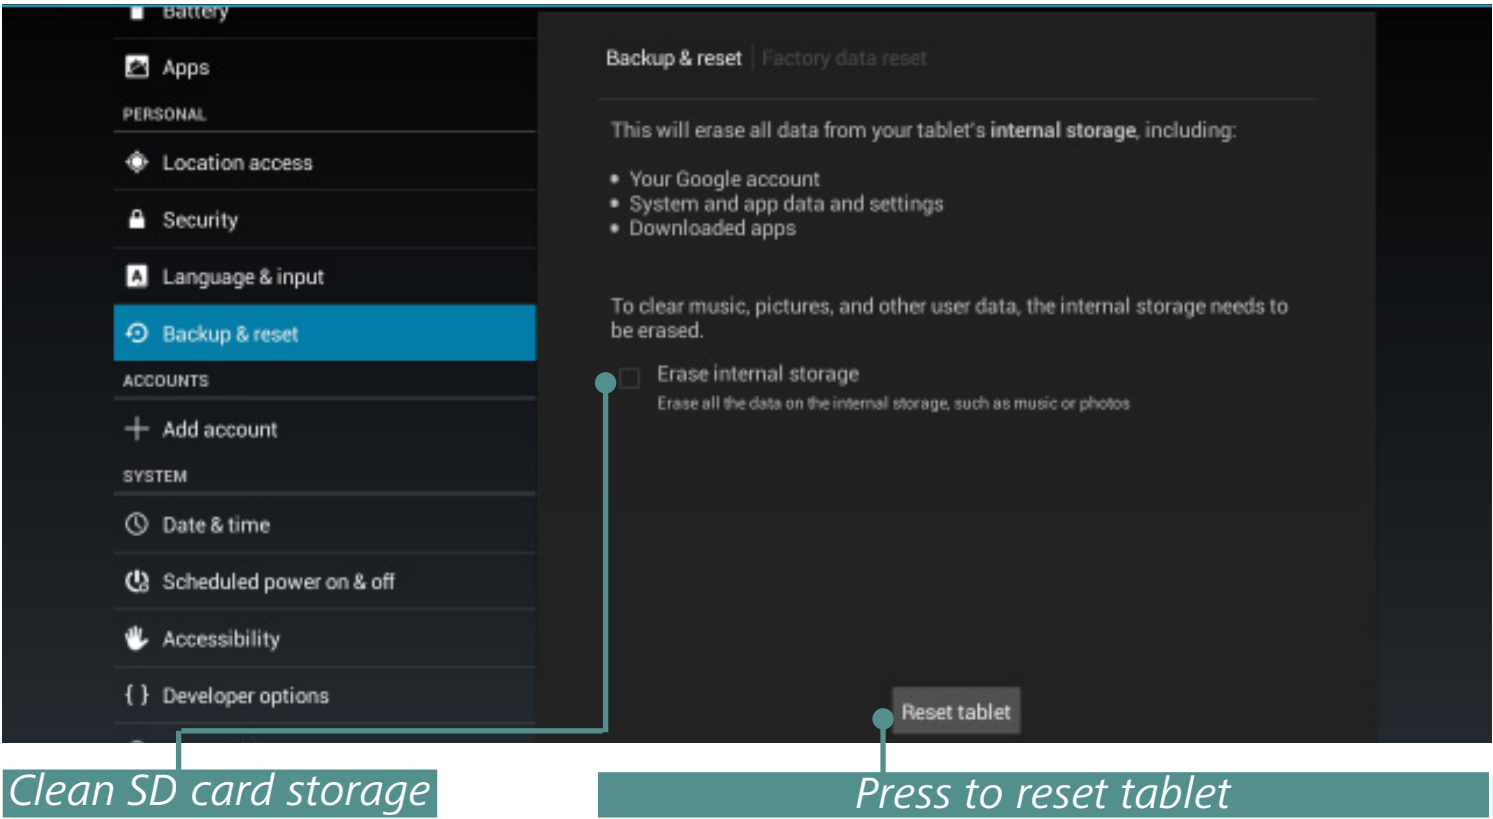 Battery
Apps
PERSONAL
Location access
Security
Language & input
Backup & reset
ACCOUNTS
Add account
SYSTEM
Date & time
Scheduled power on & off
Accessibility
{ } Developer options
Backup & reset | Factory data reset
This will erase all data from your tablet's internal storage, including:
• Your Google account
• System and app data and settings
• Downloaded apps
To clear music, pictures, and other user data, the internal storage needs to
be erased.
Erase internal storage
Erase all the data on the internal storage, such as music or photos
Reset tablet
Clean SD card storage
Press to reset tablet